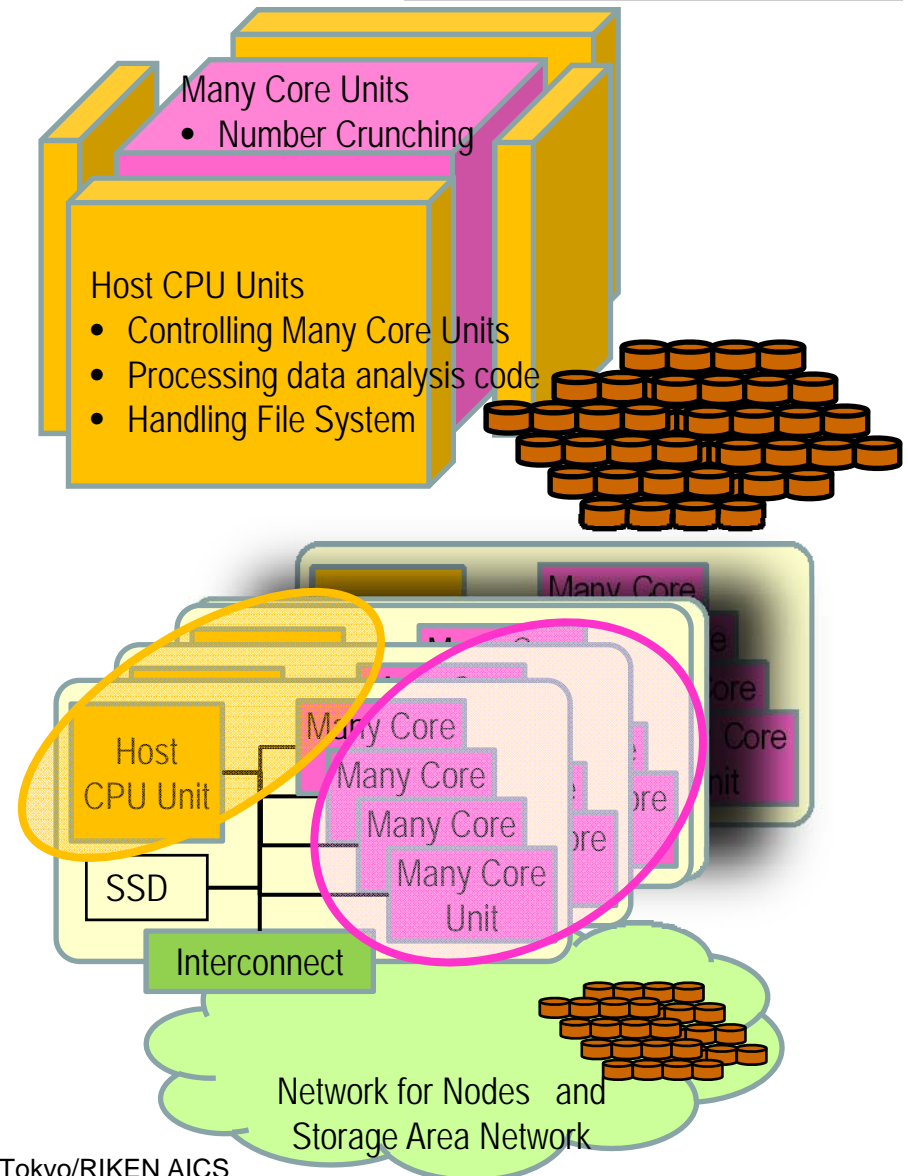 Many Core Units
• Number Crunching
Host CPU Units
• Controlling Many Core Units
• Processing data analysis code
• Handling File System
Many Core
Core
Many Core
Host
CPU Unit
Many Core
Many Core
Many Core
Unit
SSD
Interconnect
Network for Nodes and
Storage Area Network
Tokyo/RIKEN AICS